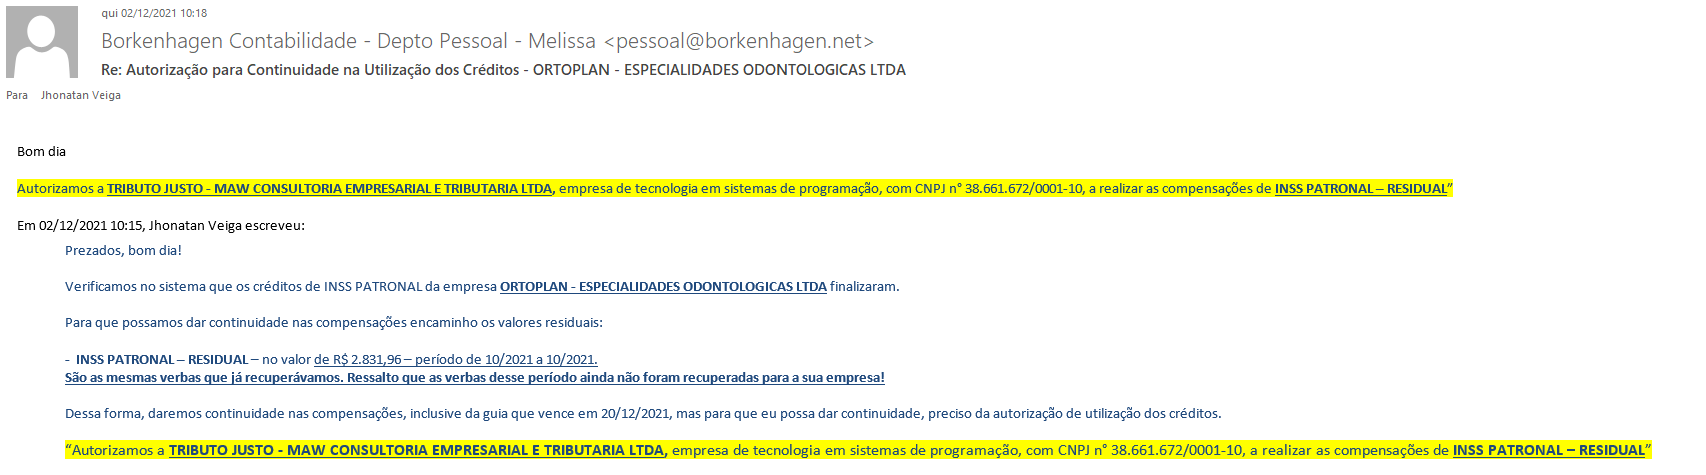 qui 02/12/2021 10:18
Borkenhagen Contabilidade - Depto Pessoal - Melissa <pessoal@borkenhagen.net>
Re: Autorização para Continuidade na Utilização dos Créditos - ORTOPLAN - ESPECIALIDADES ODONTOLOGICAS LTDA
Para Jhonatan Veiga
Bom dia
Autorizamos a TRIBUTO JUSTO - MAW CONSULTORIA EMPRESARIAL E TRIBUTARIA LTDA, empresa de tecnologia em sistemas de programação, com CNPJ n° 38.661.672/0001-10, a realizar as compensações de INSS PATRONAL – RESIDUAL”
Em 02/12/2021 10:15, Jhonatan Veiga escreveu:
Prezados, bom dia!
Verificamos no sistema que os créditos de INSS PATRONAL da empresa ORTOPLAN - ESPECIALIDADES ODONTOLOGICAS LTDA finalizaram.
Para que possamos dar continuidade nas compensações encaminho os valores residuais:
- INSS PATRONAL – RESIDUAL – no valor de R$ 2.831,96 – período de 10/2021 a 10/2021.
São as mesmas verbas que já recuperávamos. Ressalto que as verbas desse período ainda não foram recuperadas para a sua empresa!
Dessa forma, daremos continuidade nas compensações, inclusive da guia que vence em 20/12/2021, mas para que eu possa dar continuidade, preciso da autorização de utilização dos créditos.
“Autorizamos a TRIBUTO JUSTO - MAW CONSULTORIA EMPRESARIAL E TRIBUTARIA LTDA, empresa de tecnologia em sistemas de programação, com CNPJ n° 38.661.672/0001-10, a realizar as compensações de INSS PATRONAL – RESIDUAL”